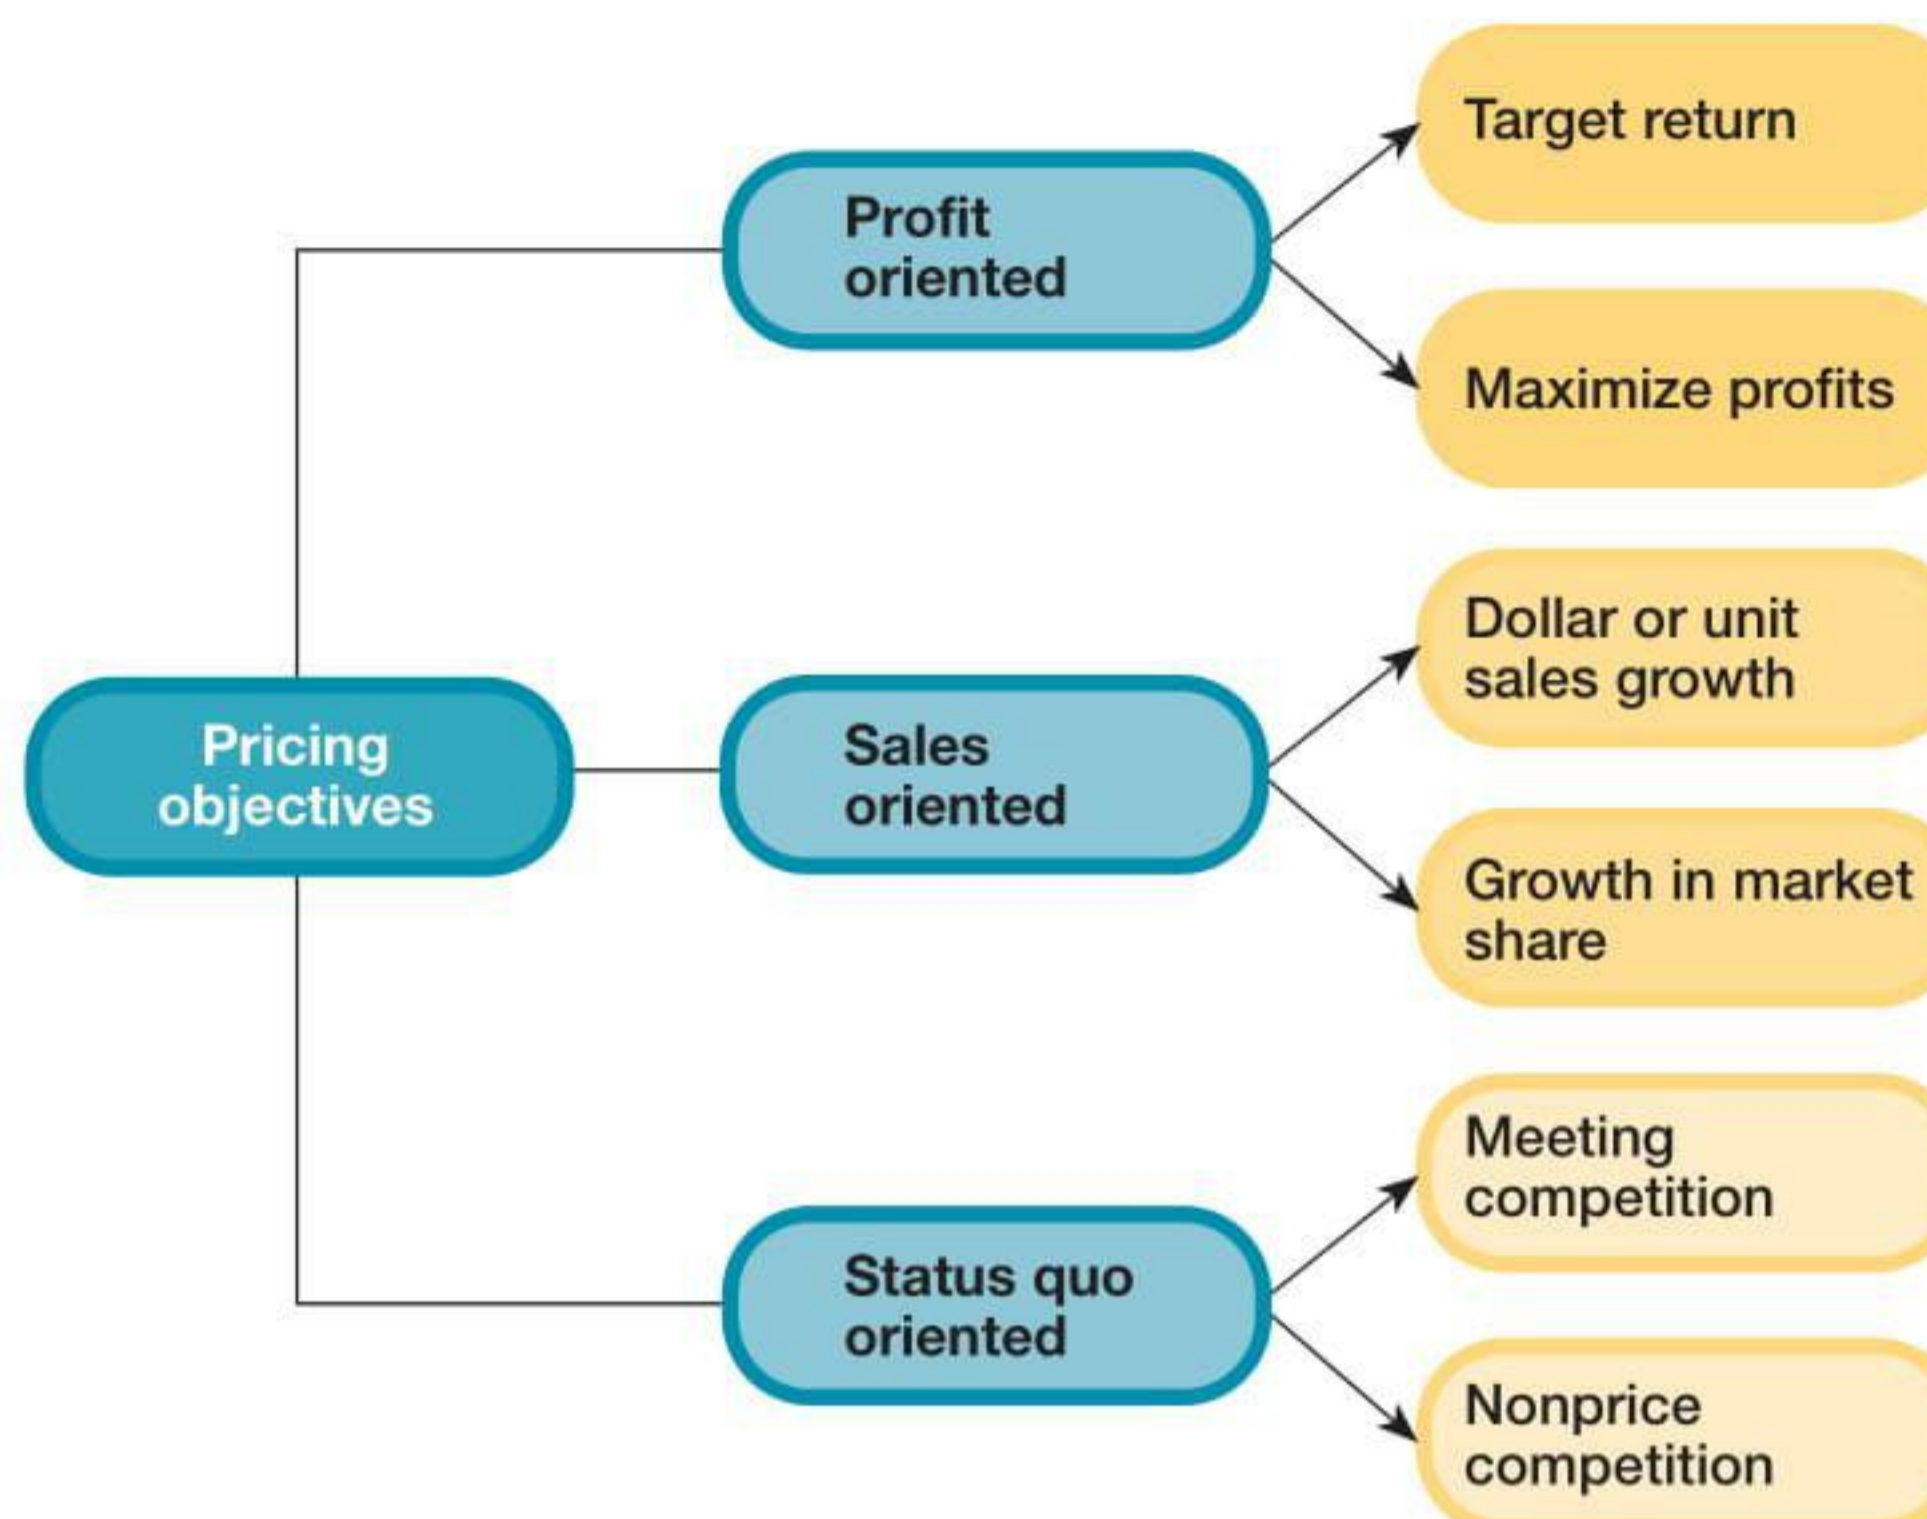 Pricing
objectives
Profit
oriented
Target return
Maximize profits
Sales
oriented
Dollar or unit
sales growth
Growth in market
share
Status quo
oriented
Meeting
competition
Nonprice
competition